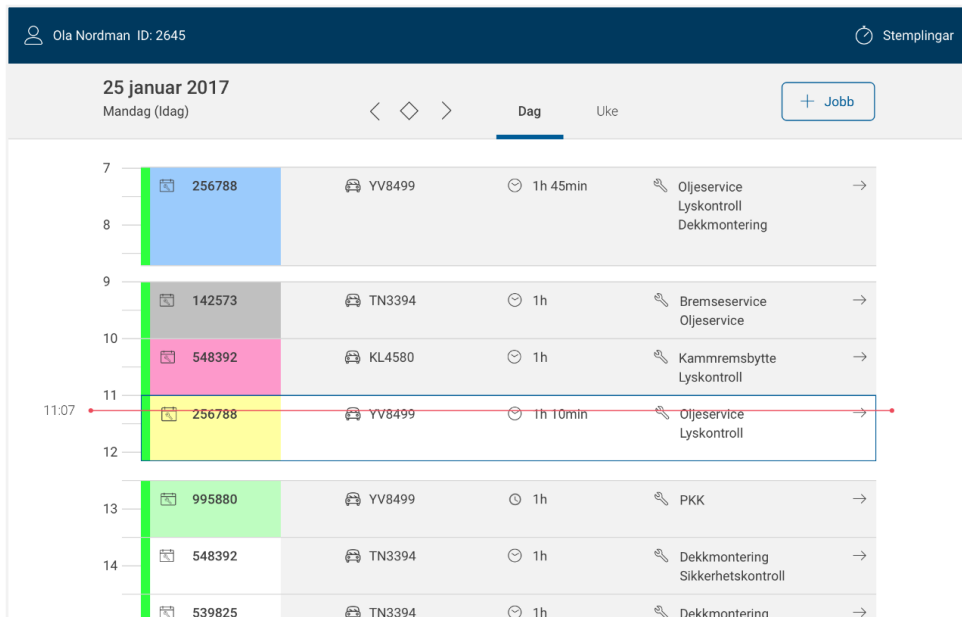 Ola Nordman ID: 2645
Stemplingar
25 januar 2017
Mandag (Idag)
Dag
Uke
+ Jobb
7
256788 YV8499 1h 45min Oljeservice
Lyskontroll
8
Dekkmontering
9
142573 TN3394 1h Bremseservice
Oljeservice
10
548392 KL4580 1h Kammremsbytte
Lyskontroll
11
11:07
256788 YV8499 1h 10min Oljeservice
Lyskontroll
12
995880 YV8499 1h PKK
13
548392 TN3394 1h Dekkmontering
14
Sikkerhetskontroll
539825 TN3394 1h Dekkmontering